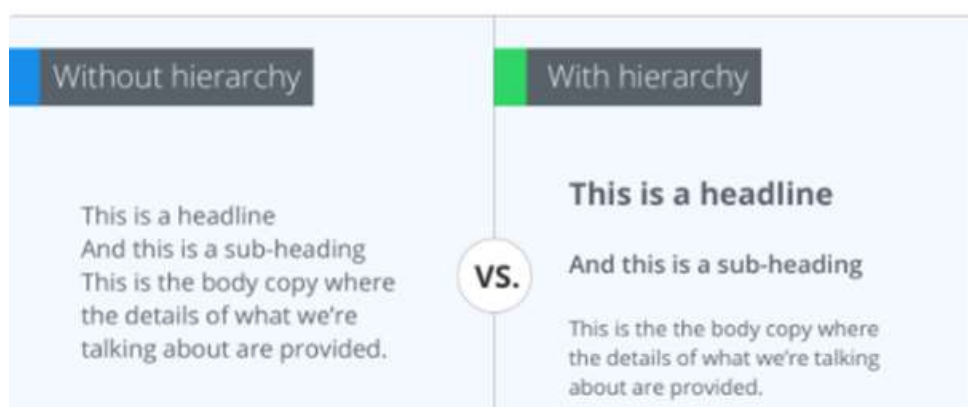 Without hierarchy
This is a headline
And this is a sub-heading
This is the body copy where
the details of what we're
talking about are provided.
VS.
With hierarchy
This is a headline
And this is a sub-heading
This is the the body copy where
the details of what we're talking
about are provided.